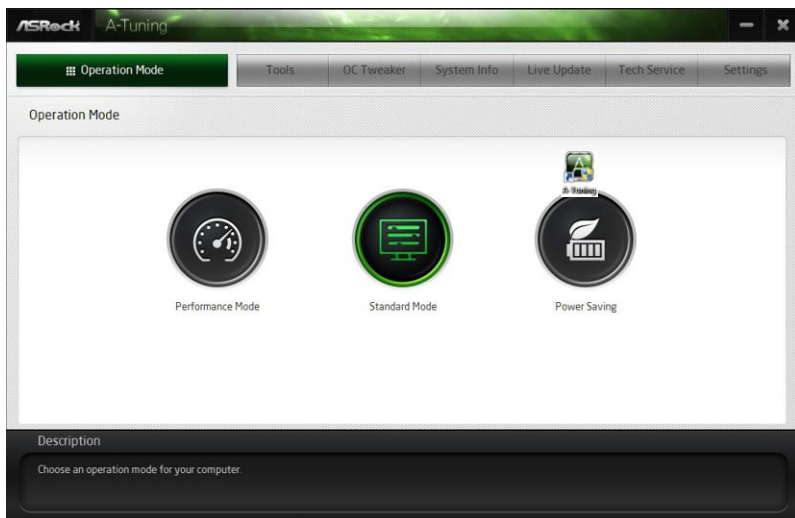 ASRock A-Tuning
Operation Mode Tools OC Tweaker System Info Live Update Tech Service Settings
Operation Mode
A-Tuning
Performance Mode Standard Mode Power Saving
Description
Choose an operation mode for your computer.